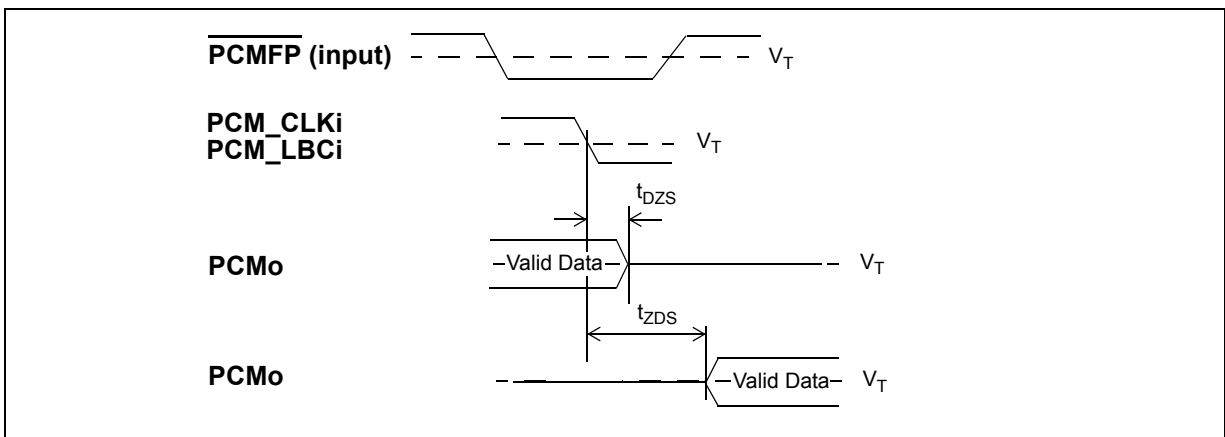 PCMFP (input) VT
PCM_CLKi
PCM_LBCi VT
tDZS
PCMo Valid Data VT
tZDS
PCMo Valid Data VT